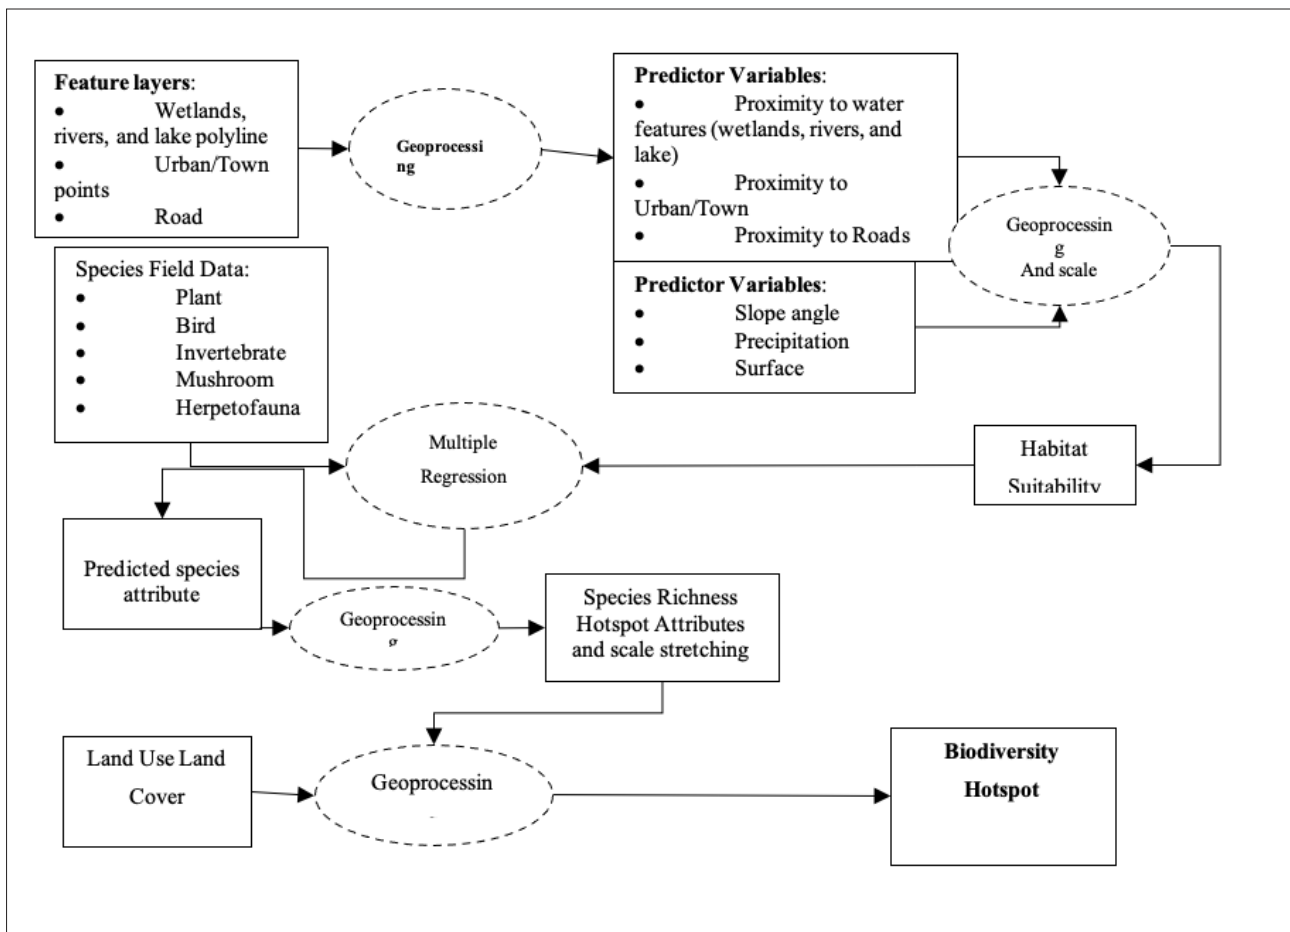 Feature layers:
• Wetlands,
rivers, and lake polyline
• Urban/Town
points
• Road
Geoprocessi
ng
Predictor Variables:
• Proximity to water
features (wetlands, rivers, and
lake)
• Proximity to
Urban/Town
• Proximity to Roads
Geoprocessin
g
And scale
Species Field Data:
• Plant
• Bird
• Invertebrate
• Mushroom
• Herpetofauna
Predictor Variables:
• Slope angle
• Precipitation
• Surface
Multiple
Regression
Habitat
Suitability
Predicted species
attribute
Geoprocessin
g
Species Richness
Hotspot Attributes
and scale stretching
Land Use Land
Cover
Geoprocessin
Biodiversity
Hotspot